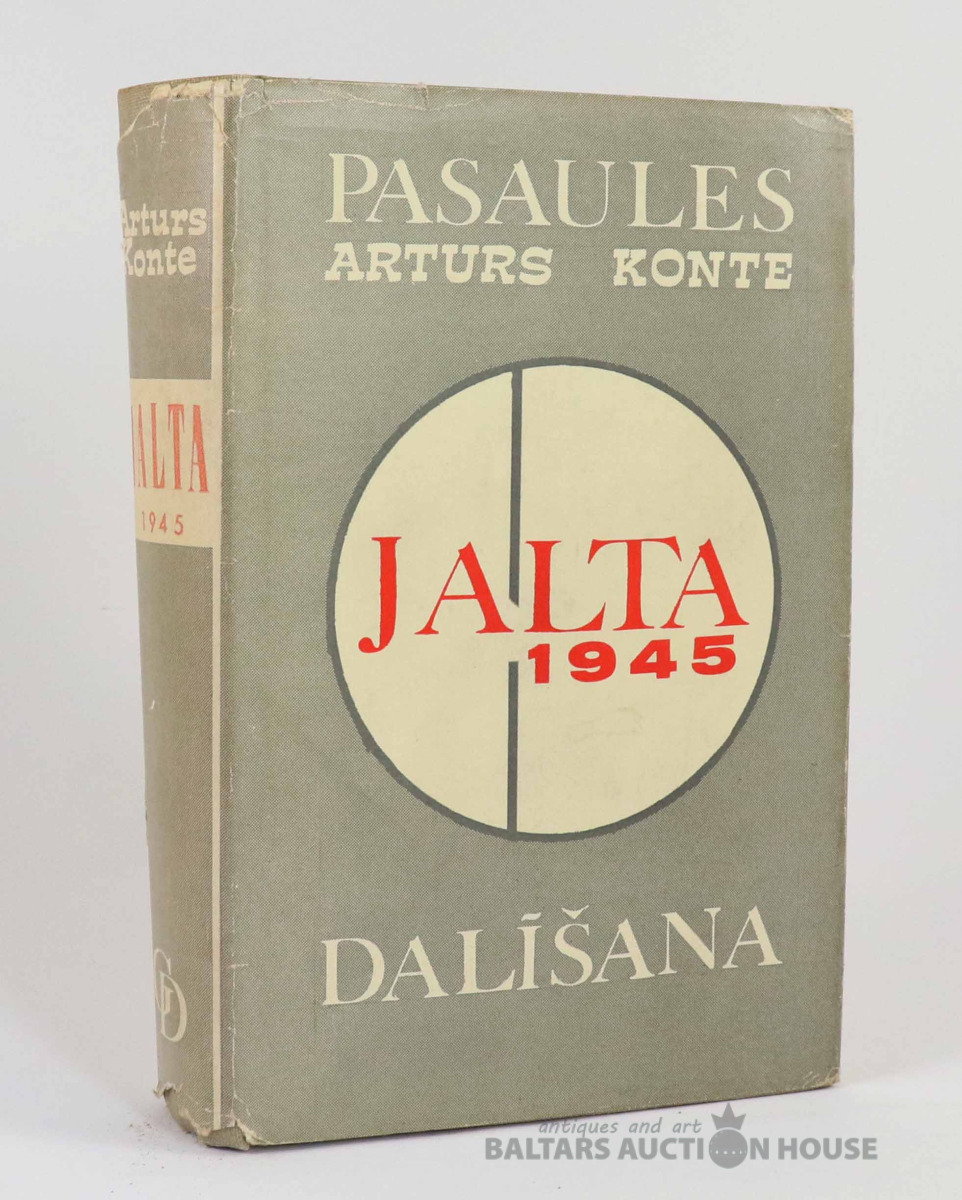 Arturs
Konte
JALTA
1945
GD
PASAULES
ARTURS KONTE
JALTA
1945
DALĪŠANA
antiques and art
BALTARS AUCTION HOUSE